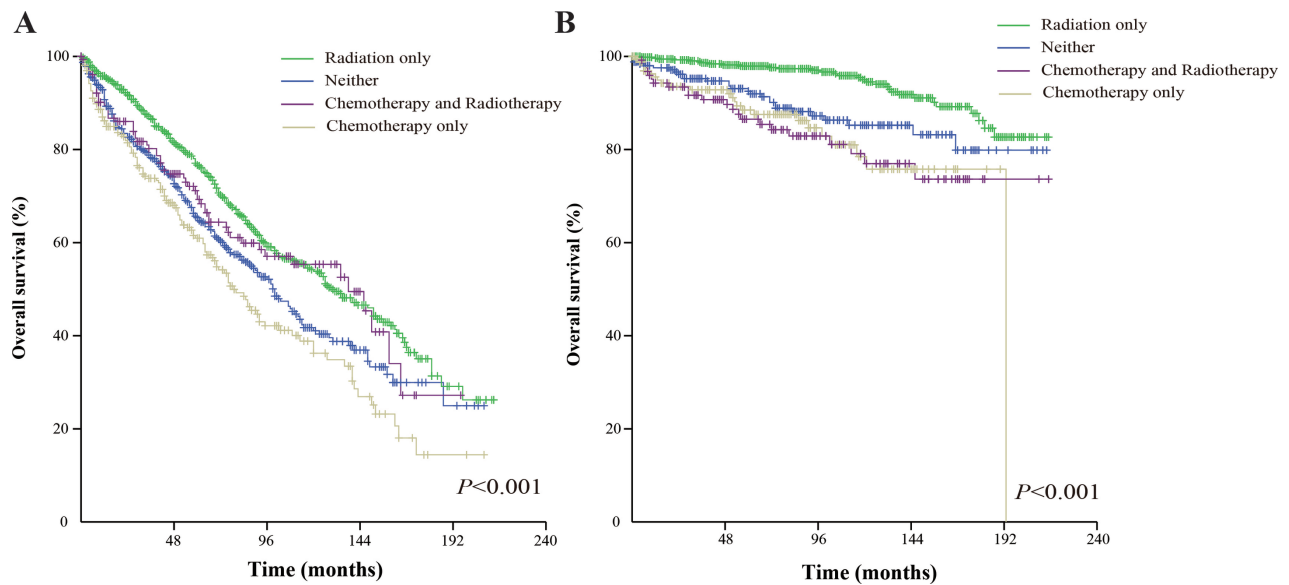 A
Radiation only
Neither
Chemotherapy and Radiotherapy
Chemotherapy only
Overall survival (%)
100
80
60
40
20
0
48
96
144
192
240
P<0.001
Time (months)
B
Radiation only
Neither
Chemotherapy and Radiotherapy
Chemotherapy only
Overall survival (%)
100
80
60
40
20
0
48
96
144
192
240
P<0.001
Time (months)